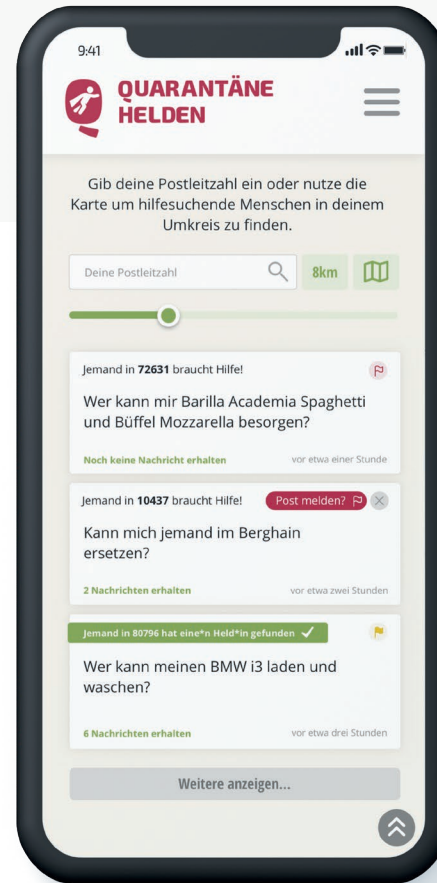 9:41
QUARANTÄNE
HELDEN
Gib deine Postleitzahl ein oder nutze die
Karte um hilfesuchende Menschen in deinem
Umkreis zu finden.
Deine Postleitzahl
8km
Jemand in 72631 braucht Hilfe!
Wer kann mir Barilla Academia Spaghetti
und Büffel Mozzarella besorgen?
Noch keine Nachricht erhalten vor etwa einer Stunde
Jemand in 10437 braucht Hilfe! Post melden?
Kann mich jemand im Berghain
ersetzen?
2 Nachrichten erhalten vor etwa zwei Stunden
Jemand in 80796 hat eine*n Held*in gefunden
Wer kann meinen BMW i3 laden und
waschen?
6 Nachrichten erhalten vor etwa drei Stunden
Weitere anzeigen...